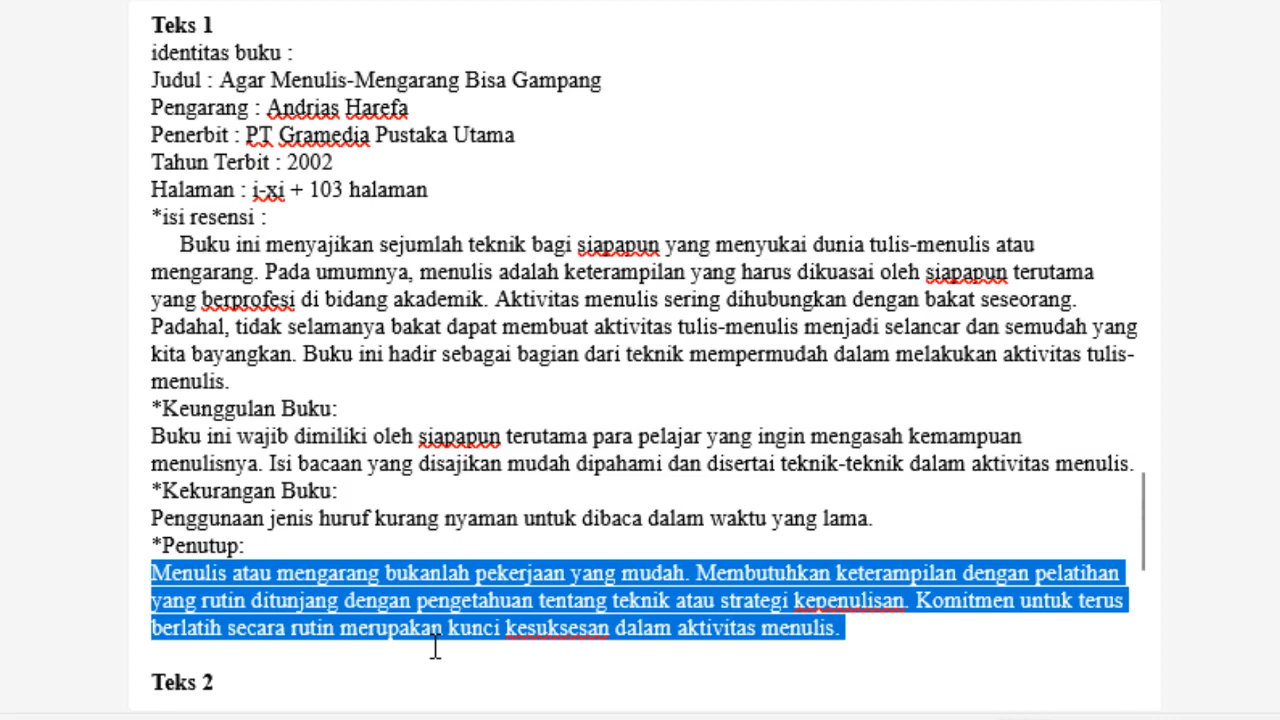 Teks 1
identitas buku :
Judul : Agar Menulis-Mengarang Bisa Gampang
Pengarang : Andrias Harefa
Penerbit : PT Gramedia Pustaka Utama
Tahun Terbit : 2002
Halaman : i-xi + 103 halaman
*isi resensi :
Buku ini menyajikan sejumlah teknik bagi siapapun yang menyukai dunia tulis-menulis atau
mengarang. Pada umumnya, menulis adalah keterampilan yang harus dikuasai oleh siapapun terutama
yang berprofesi di bidang akademik. Aktivitas menulis sering dihubungkan dengan bakat seseorang.
Padahal, tidak selamanya bakat dapat membuat aktivitas tulis-menulis menjadi selancar dan semudah yang
kita bayangkan. Buku ini hadir sebagai bagian dari teknik mempermudah dalam melakukan aktivitas tulis-
menulis.
*Keunggulan Buku:
Buku ini wajib dimiliki oleh siapapun terutama para pelajar yang ingin mengasah kemampuan
menulisnya. Isi bacaan yang disajikan mudah dipahami dan disertai teknik-teknik dalam aktivitas menulis.
*Kekurangan Buku:
Penggunaan jenis huruf kurang nyaman untuk dibaca dalam waktu yang lama.
*Penutup:
Menulis atau mengarang bukanlah pekerjaan yang mudah. Membutuhkan keterampilan dengan pelatihan
yang rutin ditunjang dengan pengetahuan tentang teknik atau strategi kepenulisan. Komitmen untuk terus
berlatih secara rutin merupakan kunci kesuksesan dalam aktivitas menulis.
Teks 2